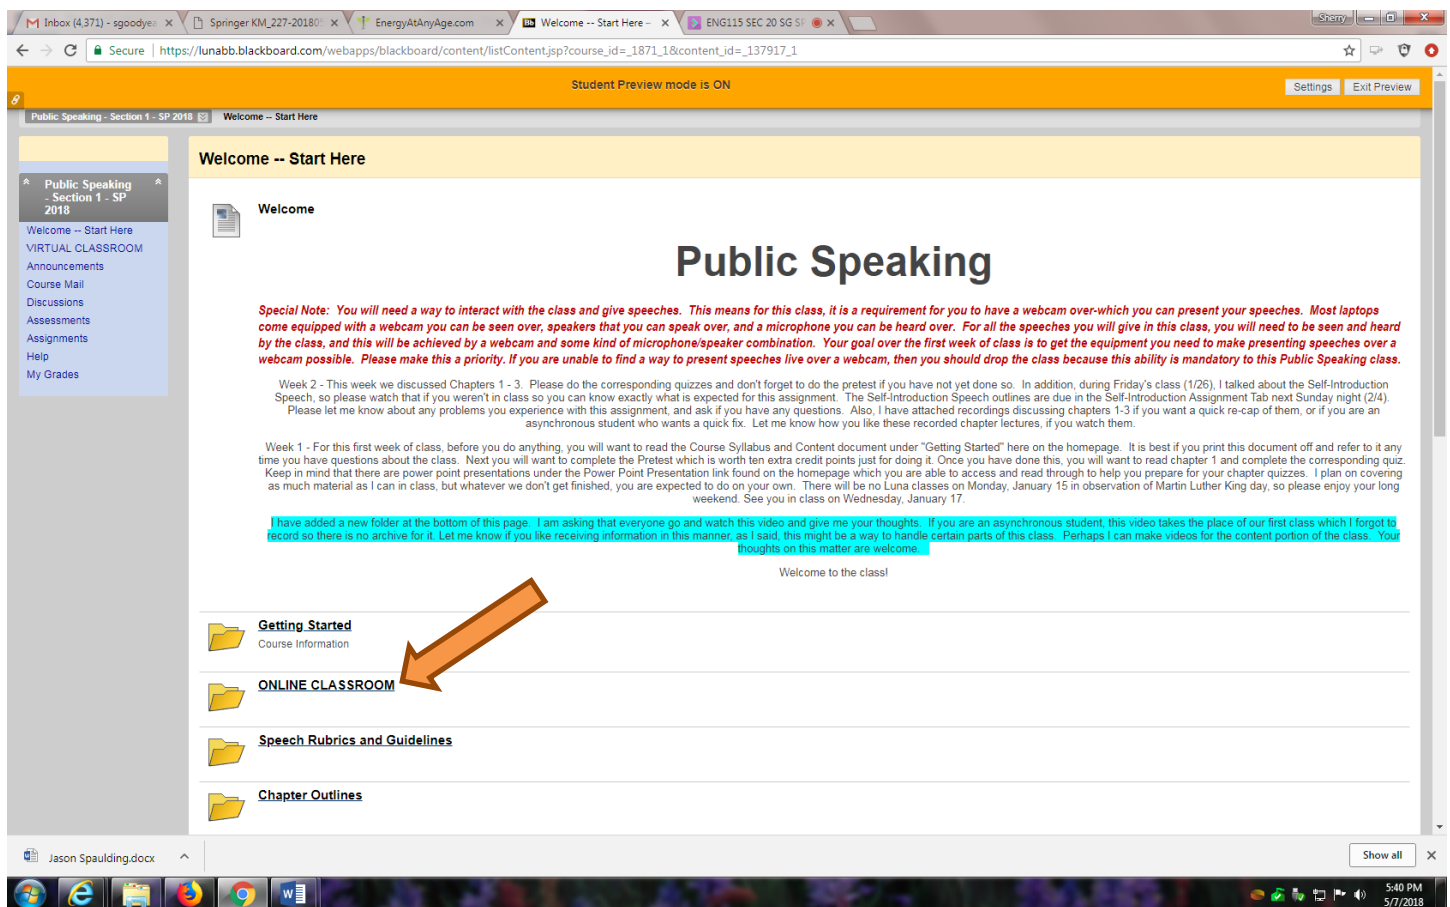 Inbox (4,371) - sgoodyea
Springer KM_227-20180
EnergyAtAnyAge.com
Bb Welcome -- Start Here –
ENG115 SEC 20 SG SP
Sherry
Secure | https://lunabb.blackboard.com/webapps/blackboard/content/listContent.jsp?course_id=_1871_1&content_id=_137917_1
Student Preview mode is ON
Settings
Exit Preview
Public Speaking - Section 1 - SP 2018
Welcome -- Start Here
Public Speaking
- Section 1 - SP
2018
Welcome -- Start Here
VIRTUAL CLASSROOM
Announcements
Course Mail
Discussions
Assessments
Assignments
Help
My Grades
Welcome -- Start Here
Welcome
Public Speaking
Special Note: You will need a way to interact with the class and give speeches. This means for this class, it is a requirement for you to have a webcam over-which you can present your speeches. Most laptops
come equipped with a webcam you can be seen over, speakers that you can speak over, and a microphone you can be heard over. For all the speeches you will give in this class, you will need to be seen and heard
by the class, and this will be achieved by a webcam and some kind of microphone/speaker combination. Your goal over the first week of class is to get the equipment you need to make presenting speeches over a
webcam possible. Please make this a priority. If you are unable to find a way to present speeches live over a webcam, then you should drop the class because this ability is mandatory to this Public Speaking class.
Week 2 - This week we discussed Chapters 1 - 3. Please do the corresponding quizzes and don't forget to do the pretest if you have not yet done so. In addition, during Friday's class (1/26), I talked about the Self-Introduction
Speech, so please watch that if you weren't in class so you can know exactly what is expected for this assignment. The Self-Introduction Speech outlines are due in the Self-Introduction Assignment Tab next Sunday night (2/4).
Please let me know about any problems you experience with this assignment, and ask if you have any questions. Also, I have attached recordings discussing chapters 1-3 if you want a quick re-cap of them, or if you are an
asynchronous student who wants a quick fix. Let me know how you like these recorded chapter lectures, if you watch them.
Week 1 - For this first week of class, before you do anything, you will want to read the Course Syllabus and Content document under "Getting Started" here on the homepage. It is best if you print this document off and refer to it any
time you have questions about the class. Next you will want to complete the Pretest which is worth ten extra credit points just for doing it. Once you have done this, you will want to read chapter 1 and complete the corresponding quiz.
Keep in mind that there are power point presentations under the Power Point Presentation link found on the homepage which you are able to access and read through to help you prepare for your chapter quizzes. I plan on covering
as much material as I can in class, but whatever we don't get finished, you are expected to do on your own. There will be no Luna classes on Monday, January 15 in observation of Martin Luther King day, so please enjoy your long
weekend. See you in class on Wednesday, January 17.
I have added a new folder at the bottom of this page. I am asking that everyone go and watch this video and give me your thoughts. If you are an asynchronous student, this video takes the place of our first class which I forgot to
record so there is no archive for it. Let me know if you like receiving information in this manner, as I said, this might be a way to handle certain parts of this class. Perhaps I can make videos for the content portion of the class. Your
thoughts on this matter are welcome.
Welcome to the class!
Getting Started
Course Information
ONLINE CLASSROOM
Speech Rubrics and Guidelines
Chapter Outlines
Jason Spaulding.docx
Show all
5:40 PM
5/7/2018